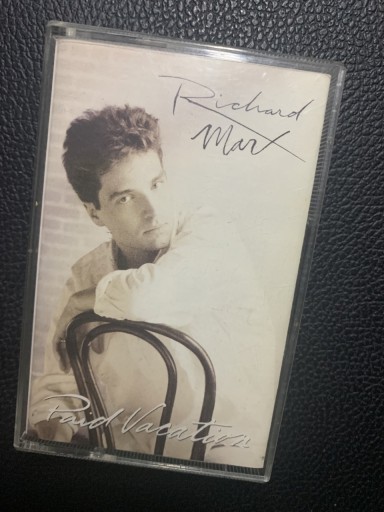 Richard
Marx
Paid Vacation